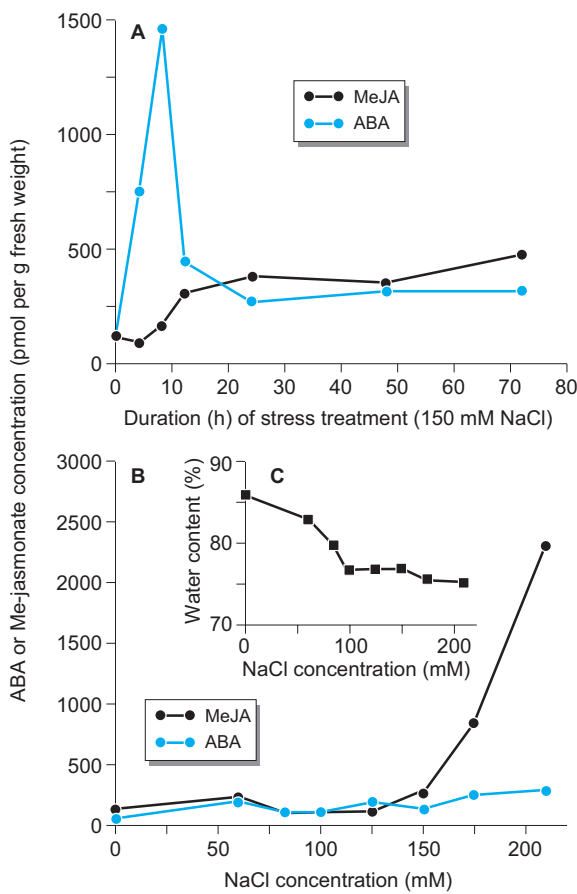 ABA or Me-jasmonate concentration (pmol per g fresh weight)
A
1500
1000
500
0
MeJA
ABA
0 10 20 30 40 50 60 70 80
Duration (h) of stress treatment (150 mM NaCl)
B
3000
2500
2000
1500
1000
500
0
C
Water content (%)
90
80
70
0 100 200
NaCl concentration (mM)
MeJA
ABA
0 50 100 150 200
NaCl concentration (mM)